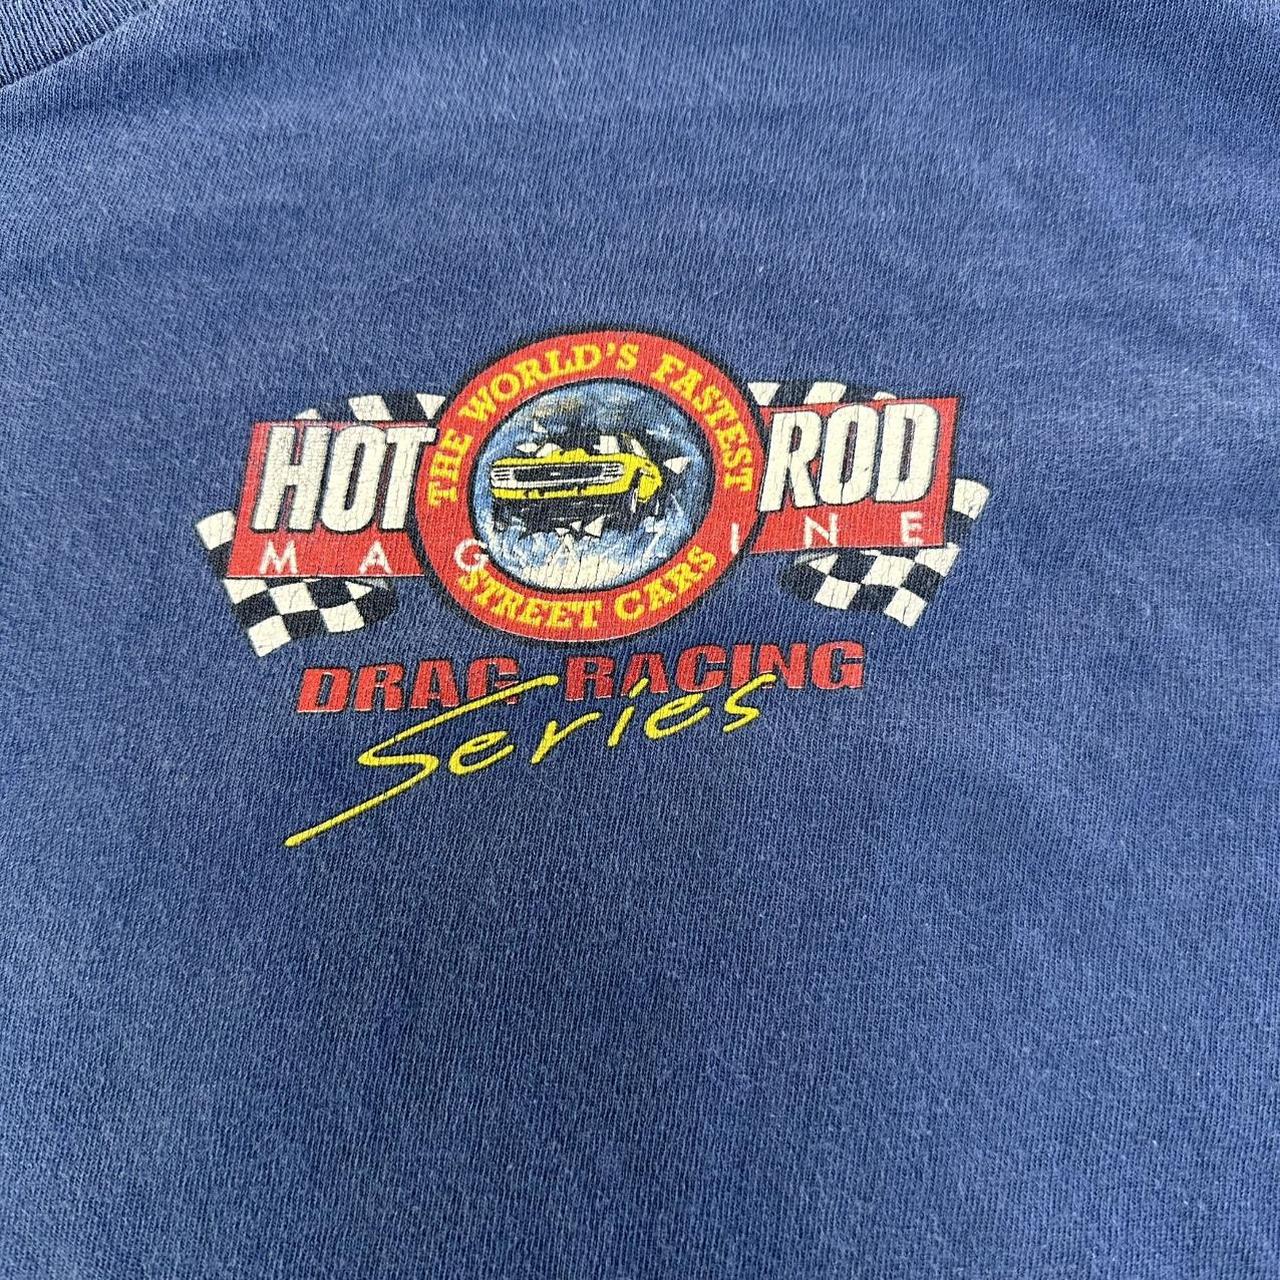 THE WORLD'S FASTEST
HOT ROD
MAGAZINE
STREET CARS
DRAG RACING
Series